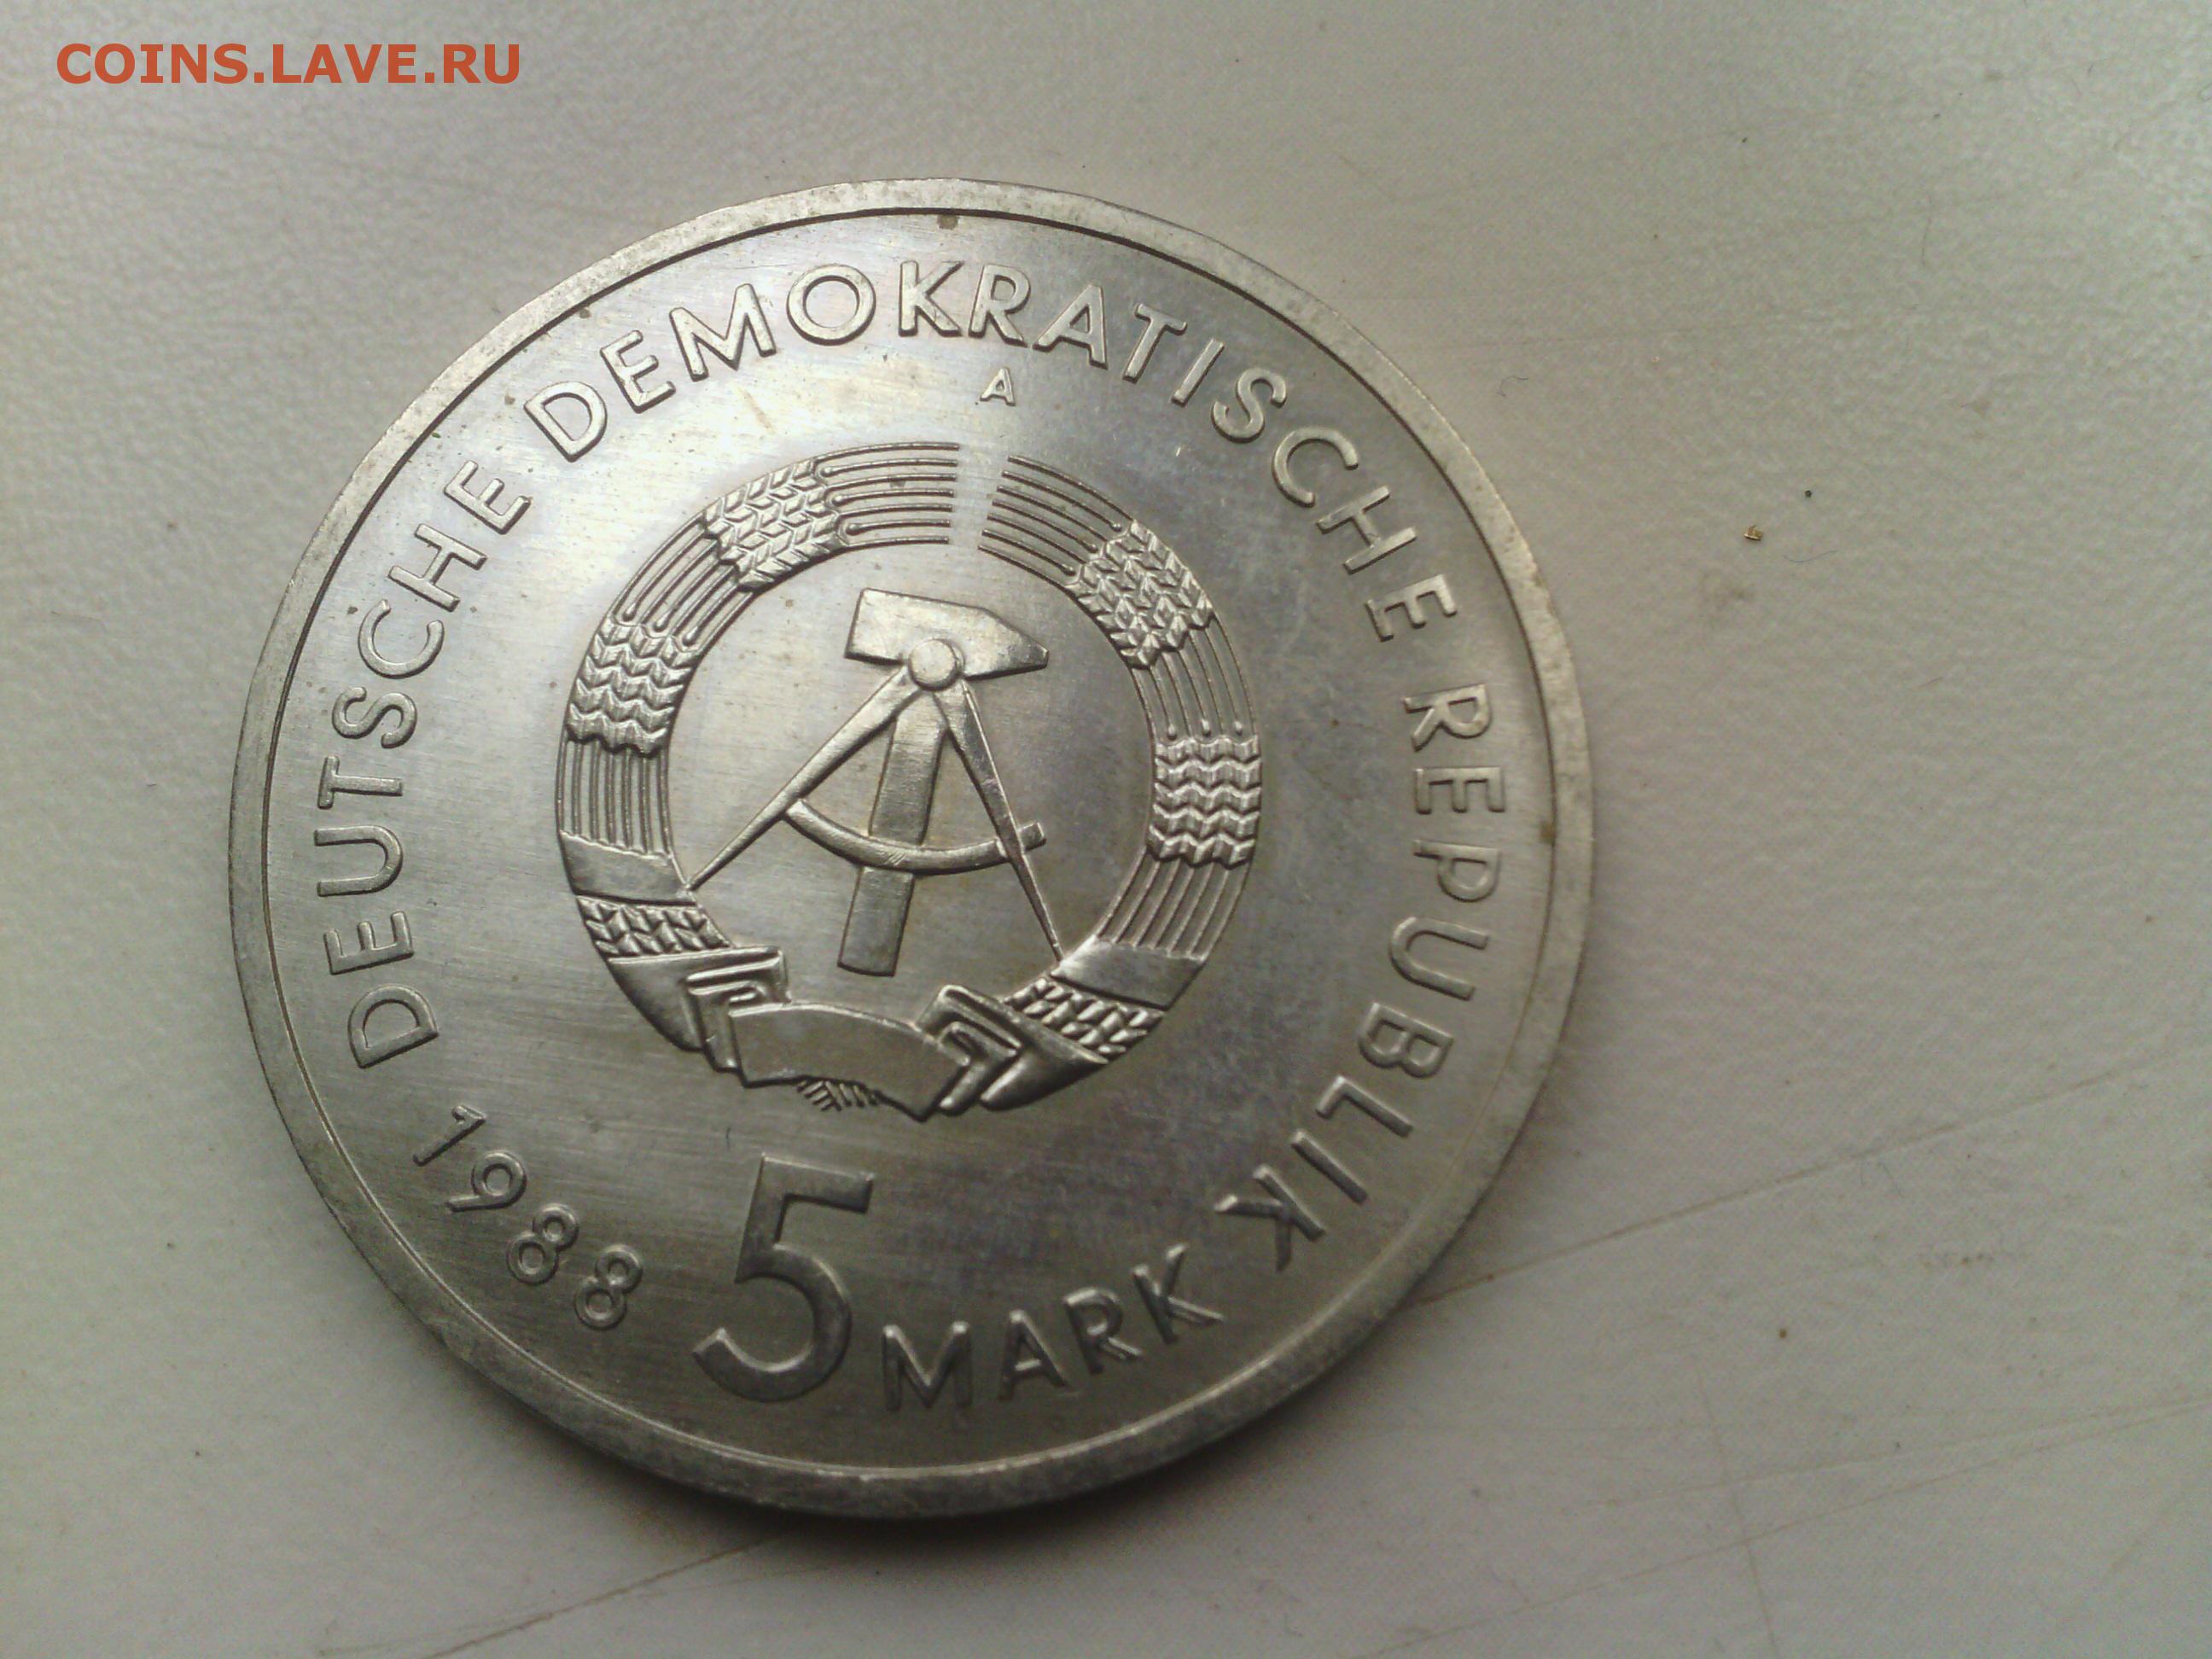 COINS.LAVE.RU
DEUTSCHE DEMOKRATISCHE REPUBLIK
A
1988
5 MARK